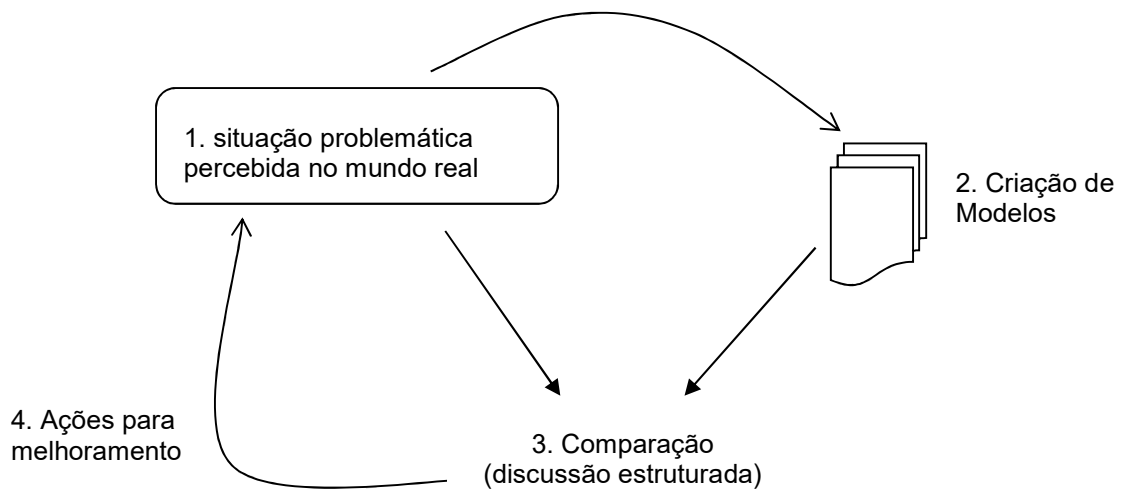 1. situação problemática
percebida no mundo real
2. Criação de
Modelos
3. Comparação
(discussão estruturada)
4. Ações para
melhoramento